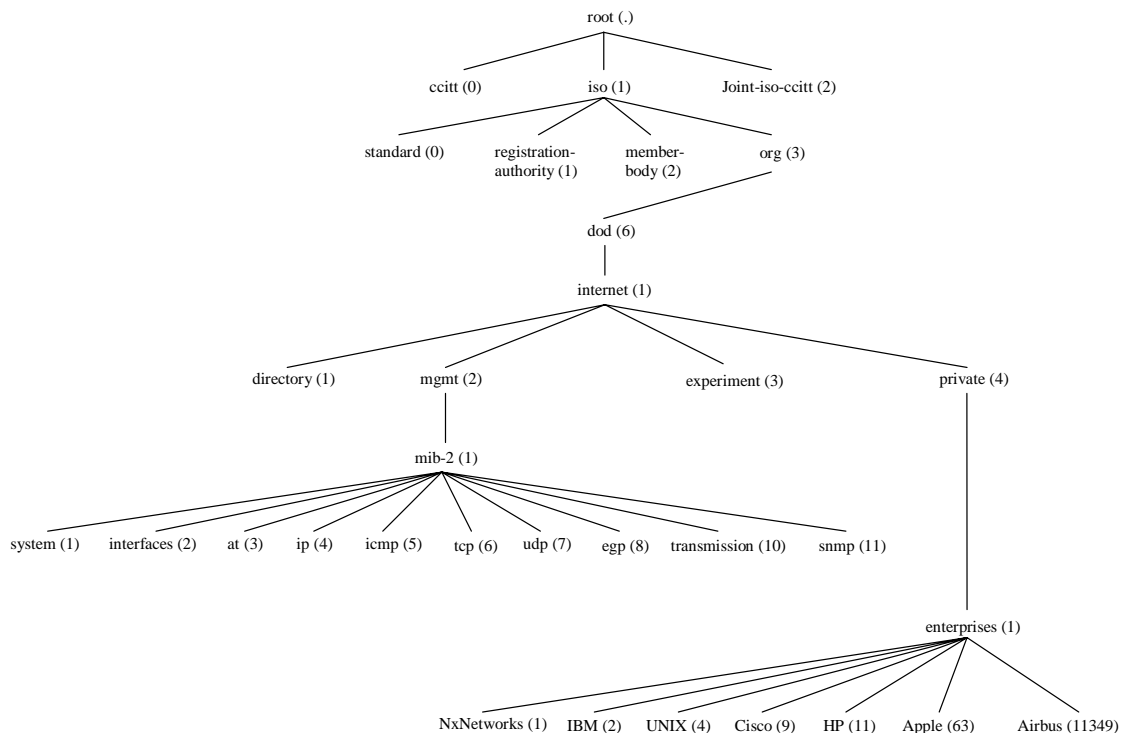 root (.)
ccitt (0)
iso (1)
Joint-iso-ccitt (2)
standard (0)
registration-
authority (1)
member-
body (2)
org (3)
dod (6)
internet (1)
directory (1)
mgmt (2)
experiment (3)
private (4)
mib-2 (1)
system (1)
interfaces (2)
at (3)
ip (4)
icmp (5)
tcp (6)
udp (7)
egp (8)
transmission (10)
snmp (11)
enterprises (1)
NxNetworks (1)
IBM (2)
UNIX (4)
Cisco (9)
HP (11)
Apple (63)
Airbus (11349)